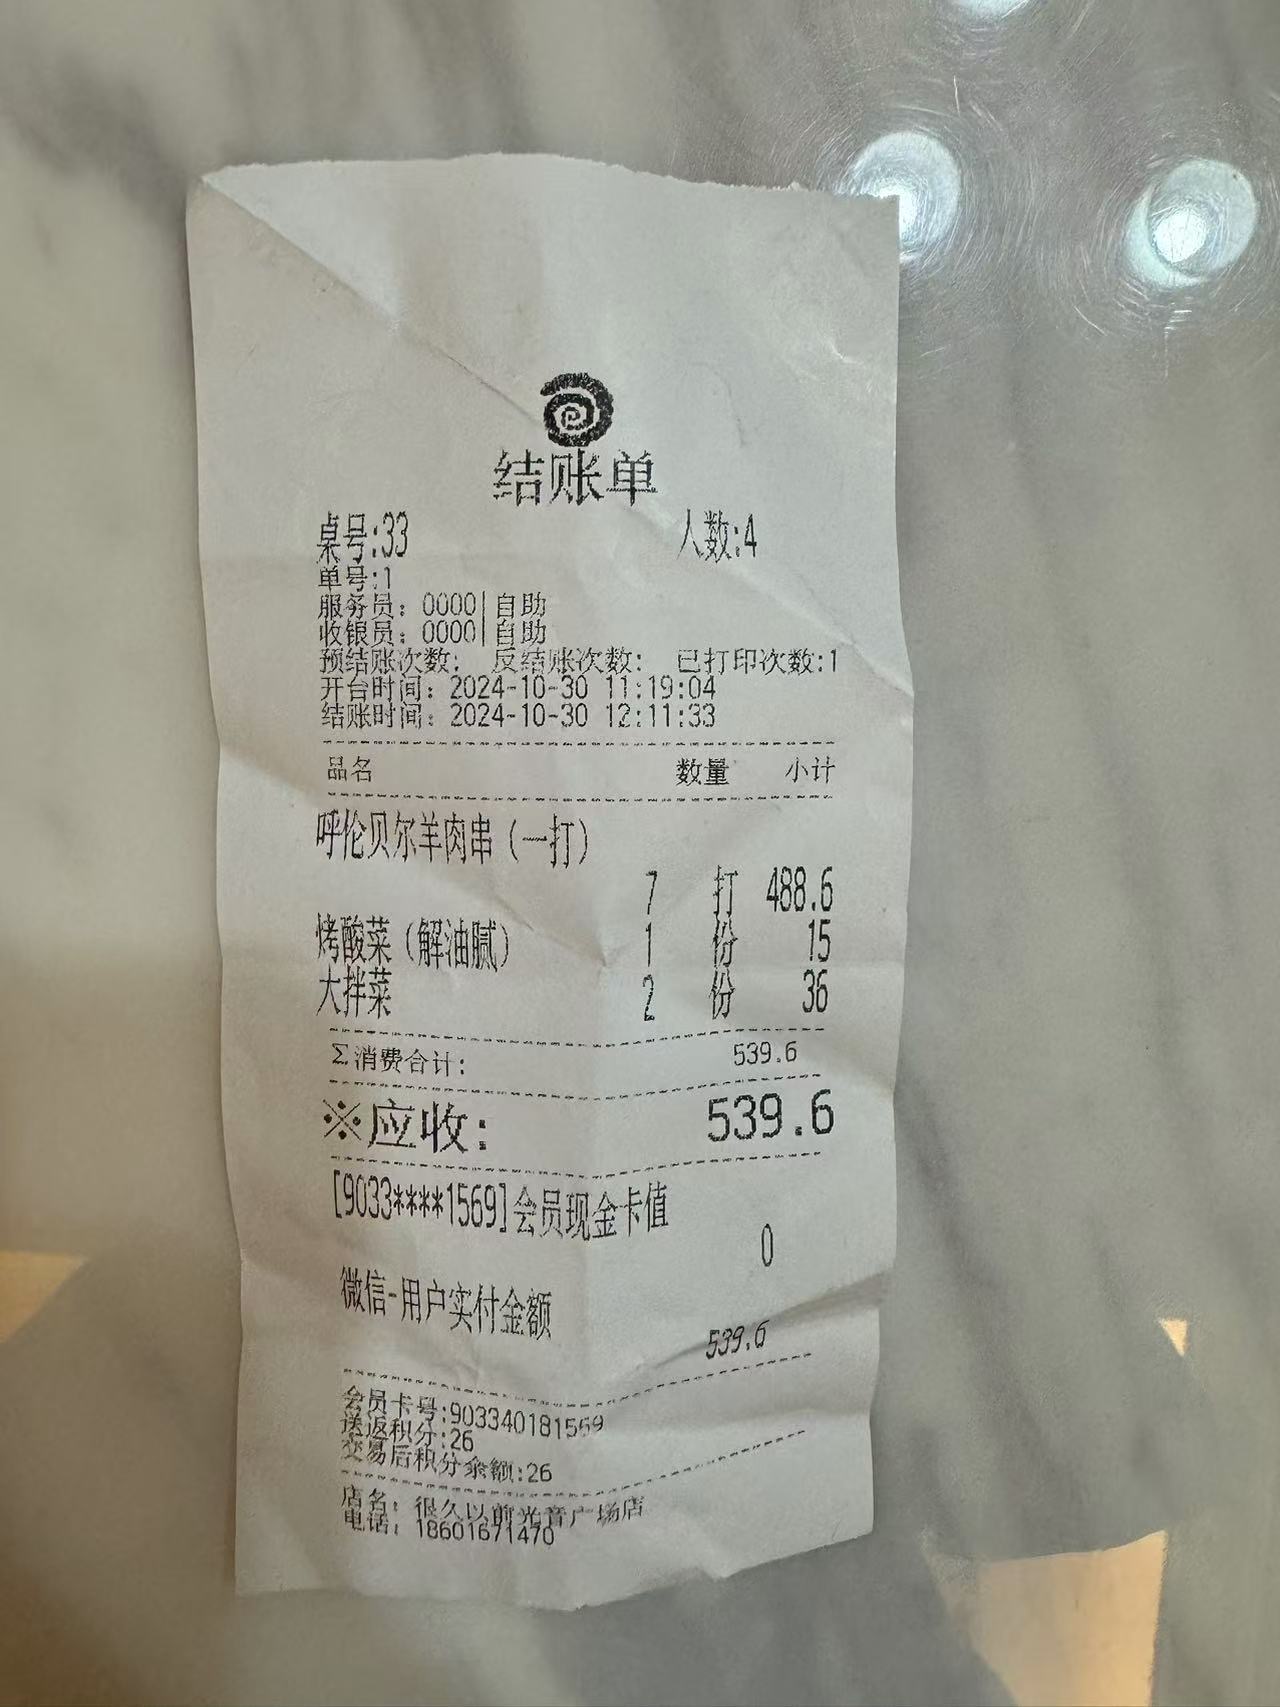 结账单
桌号:33 人数:4
单号:1
服务员: 0000|自助
收银员: 0000|自助
预结账次数: 反结账次数: 已打印次数:1
开台时间: 2024-10-30 11:19:04
结账时间: 2024-10-30 12:11:33
品名 数量 小计
呼伦贝尔羊肉串(一打)
7 打 488.6
烤酸菜(解油腻) 1 份 15
大拌菜 2 份 36
Σ消费合计: 539.6
※应收: 539.6
[9033****1569]会员现金卡值
0
微信-用户实付金额
539.6
会员卡号:903340181569
送返积分:26
交易后积分余额:26
店名: 很久以前光音广场店
电话: 18601671470